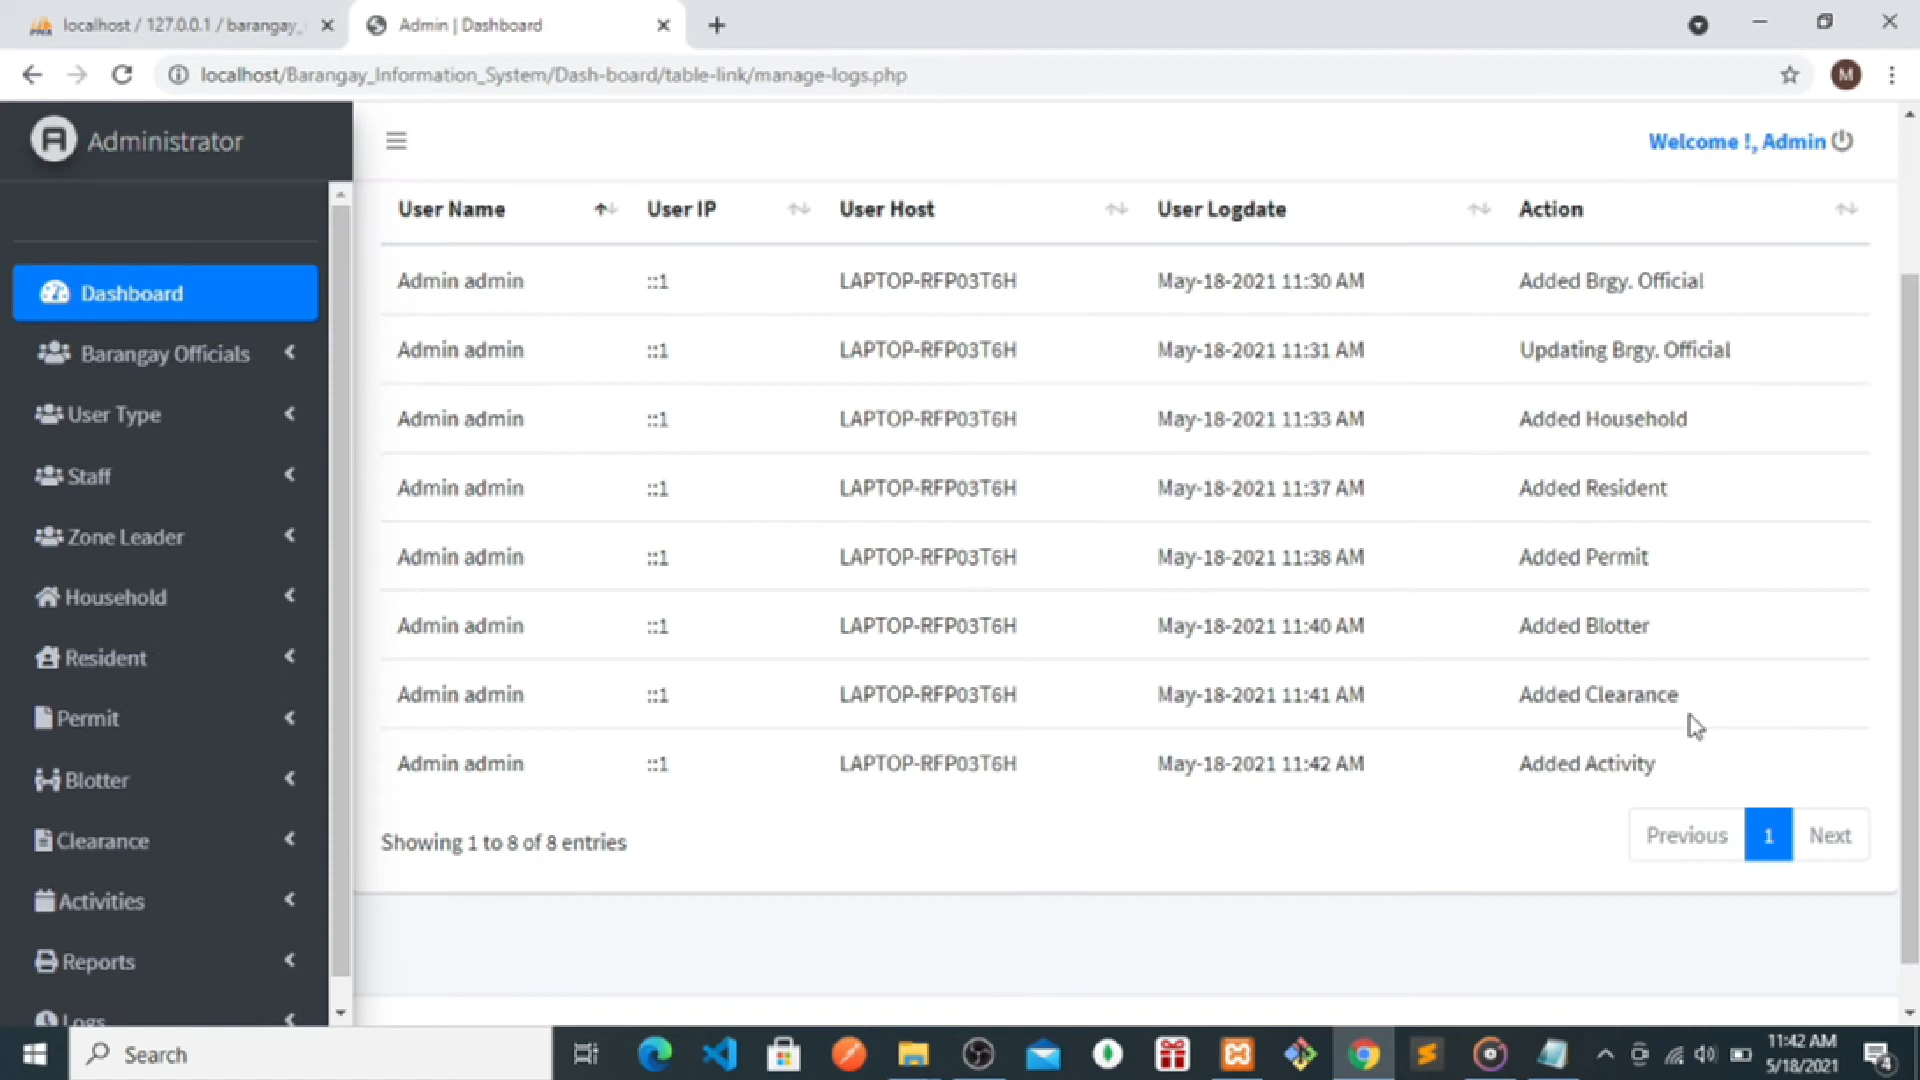 localhost / 127.0.0.1 / barangay_
Admin | Dashboard
localhost/Barangay_Information_System/Dash-board/table-link/manage-logs.php
M
Administrator
Welcome !, Admin
User Name User IP User Host User Logdate Action
Admin admin ::1 LAPTOP-RFP03T6H May-18-2021 11:30 AM Added Brgy. Official
Admin admin ::1 LAPTOP-RFP03T6H May-18-2021 11:31 AM Updating Brgy. Official
Admin admin ::1 LAPTOP-RFP03T6H May-18-2021 11:33 AM Added Household
Admin admin ::1 LAPTOP-RFP03T6H May-18-2021 11:37 AM Added Resident
Admin admin ::1 LAPTOP-RFP03T6H May-18-2021 11:38 AM Added Permit
Admin admin ::1 LAPTOP-RFP03T6H May-18-2021 11:40 AM Added Blotter
Admin admin ::1 LAPTOP-RFP03T6H May-18-2021 11:41 AM Added Clearance
Admin admin ::1 LAPTOP-RFP03T6H May-18-2021 11:42 AM Added Activity
Showing 1 to 8 of 8 entries
Previous 1 Next
Dashboard
Barangay Officials
User Type
Staff
Zone Leader
Household
Resident
Permit
Blotter
Clearance
Activities
Reports
Logs
Search
11:42 AM
5/18/2021
4